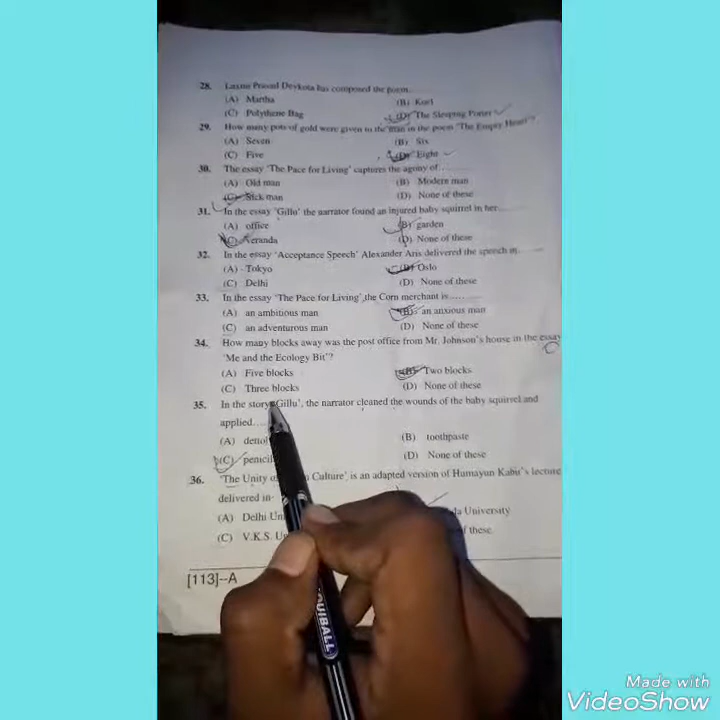 28. Laxmi Prasad Devkota has composed the poem
(A) Martha (B) Karl
(C) Polythene Bag (D) The Sleeping Porter
29. How many pots of gold were given to the man in the poem 'The Empty Heart'?
(A) Seven (B) Six
(C) Five (D) Eight
30. The essay 'The Pace for Living' captures the agony of..........
(A) Old man (B) Modern man
(C) Sick man (D) None of these
31. In the essay 'Gillu' the narrator found an injured baby squirrel in her..........
(A) office (B) garden
(C) Veranda (D) None of these
32. In the essay 'Acceptance Speech' Alexander Aris delivered the speech at..........
(A) Tokyo (B) Oslo
(C) Delhi (D) None of these
33. In the essay 'The Pace for Living', the Corn merchant is..........
(A) an ambitious man (B) an anxious man
(C) an adventurous man (D) None of these
34. How many blocks away was the post office from Mr. Johnson's house in the essay
'Me and the Ecology Bit'?
(A) Five blocks (B) Two blocks
(C) Three blocks (D) None of these
35. In the story 'Gillu', the narrator cleaned the wounds of the baby squirrel and
applied....
(A) dettol (B) toothpaste
(C) (D) None of these
36. 'The Unity of Culture' is an adapted version of Humayun Kabir's lecture
delivered in
(A) Delhi University
(C) V.K.S. of these
[113]--A
QUIBALL
Made with
VideoShow